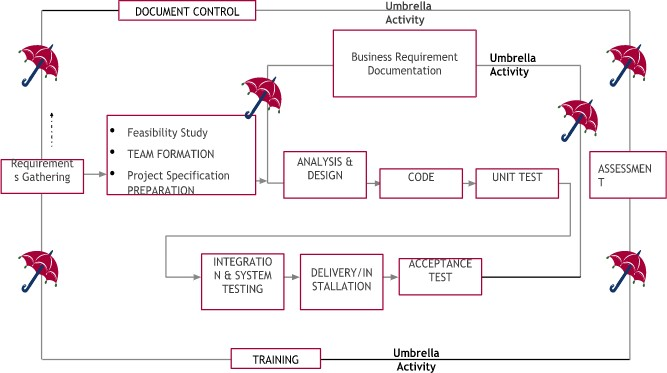 DOCUMENT CONTROL
Umbrella
Activity
Business Requirement
Documentation
Umbrella
Activity
• Feasibility Study
• TEAM FORMATION
• Project Specification
PREPARATION
Requirement
s Gathering
ANALYSIS &
DESIGN
CODE
UNIT TEST
ASSESSMEN
T
INTEGRATIO
N & SYSTEM
TESTING
DELIVERY/IN
STALLATION
ACCEPTANCE
TEST
TRAINING
Umbrella
Activity